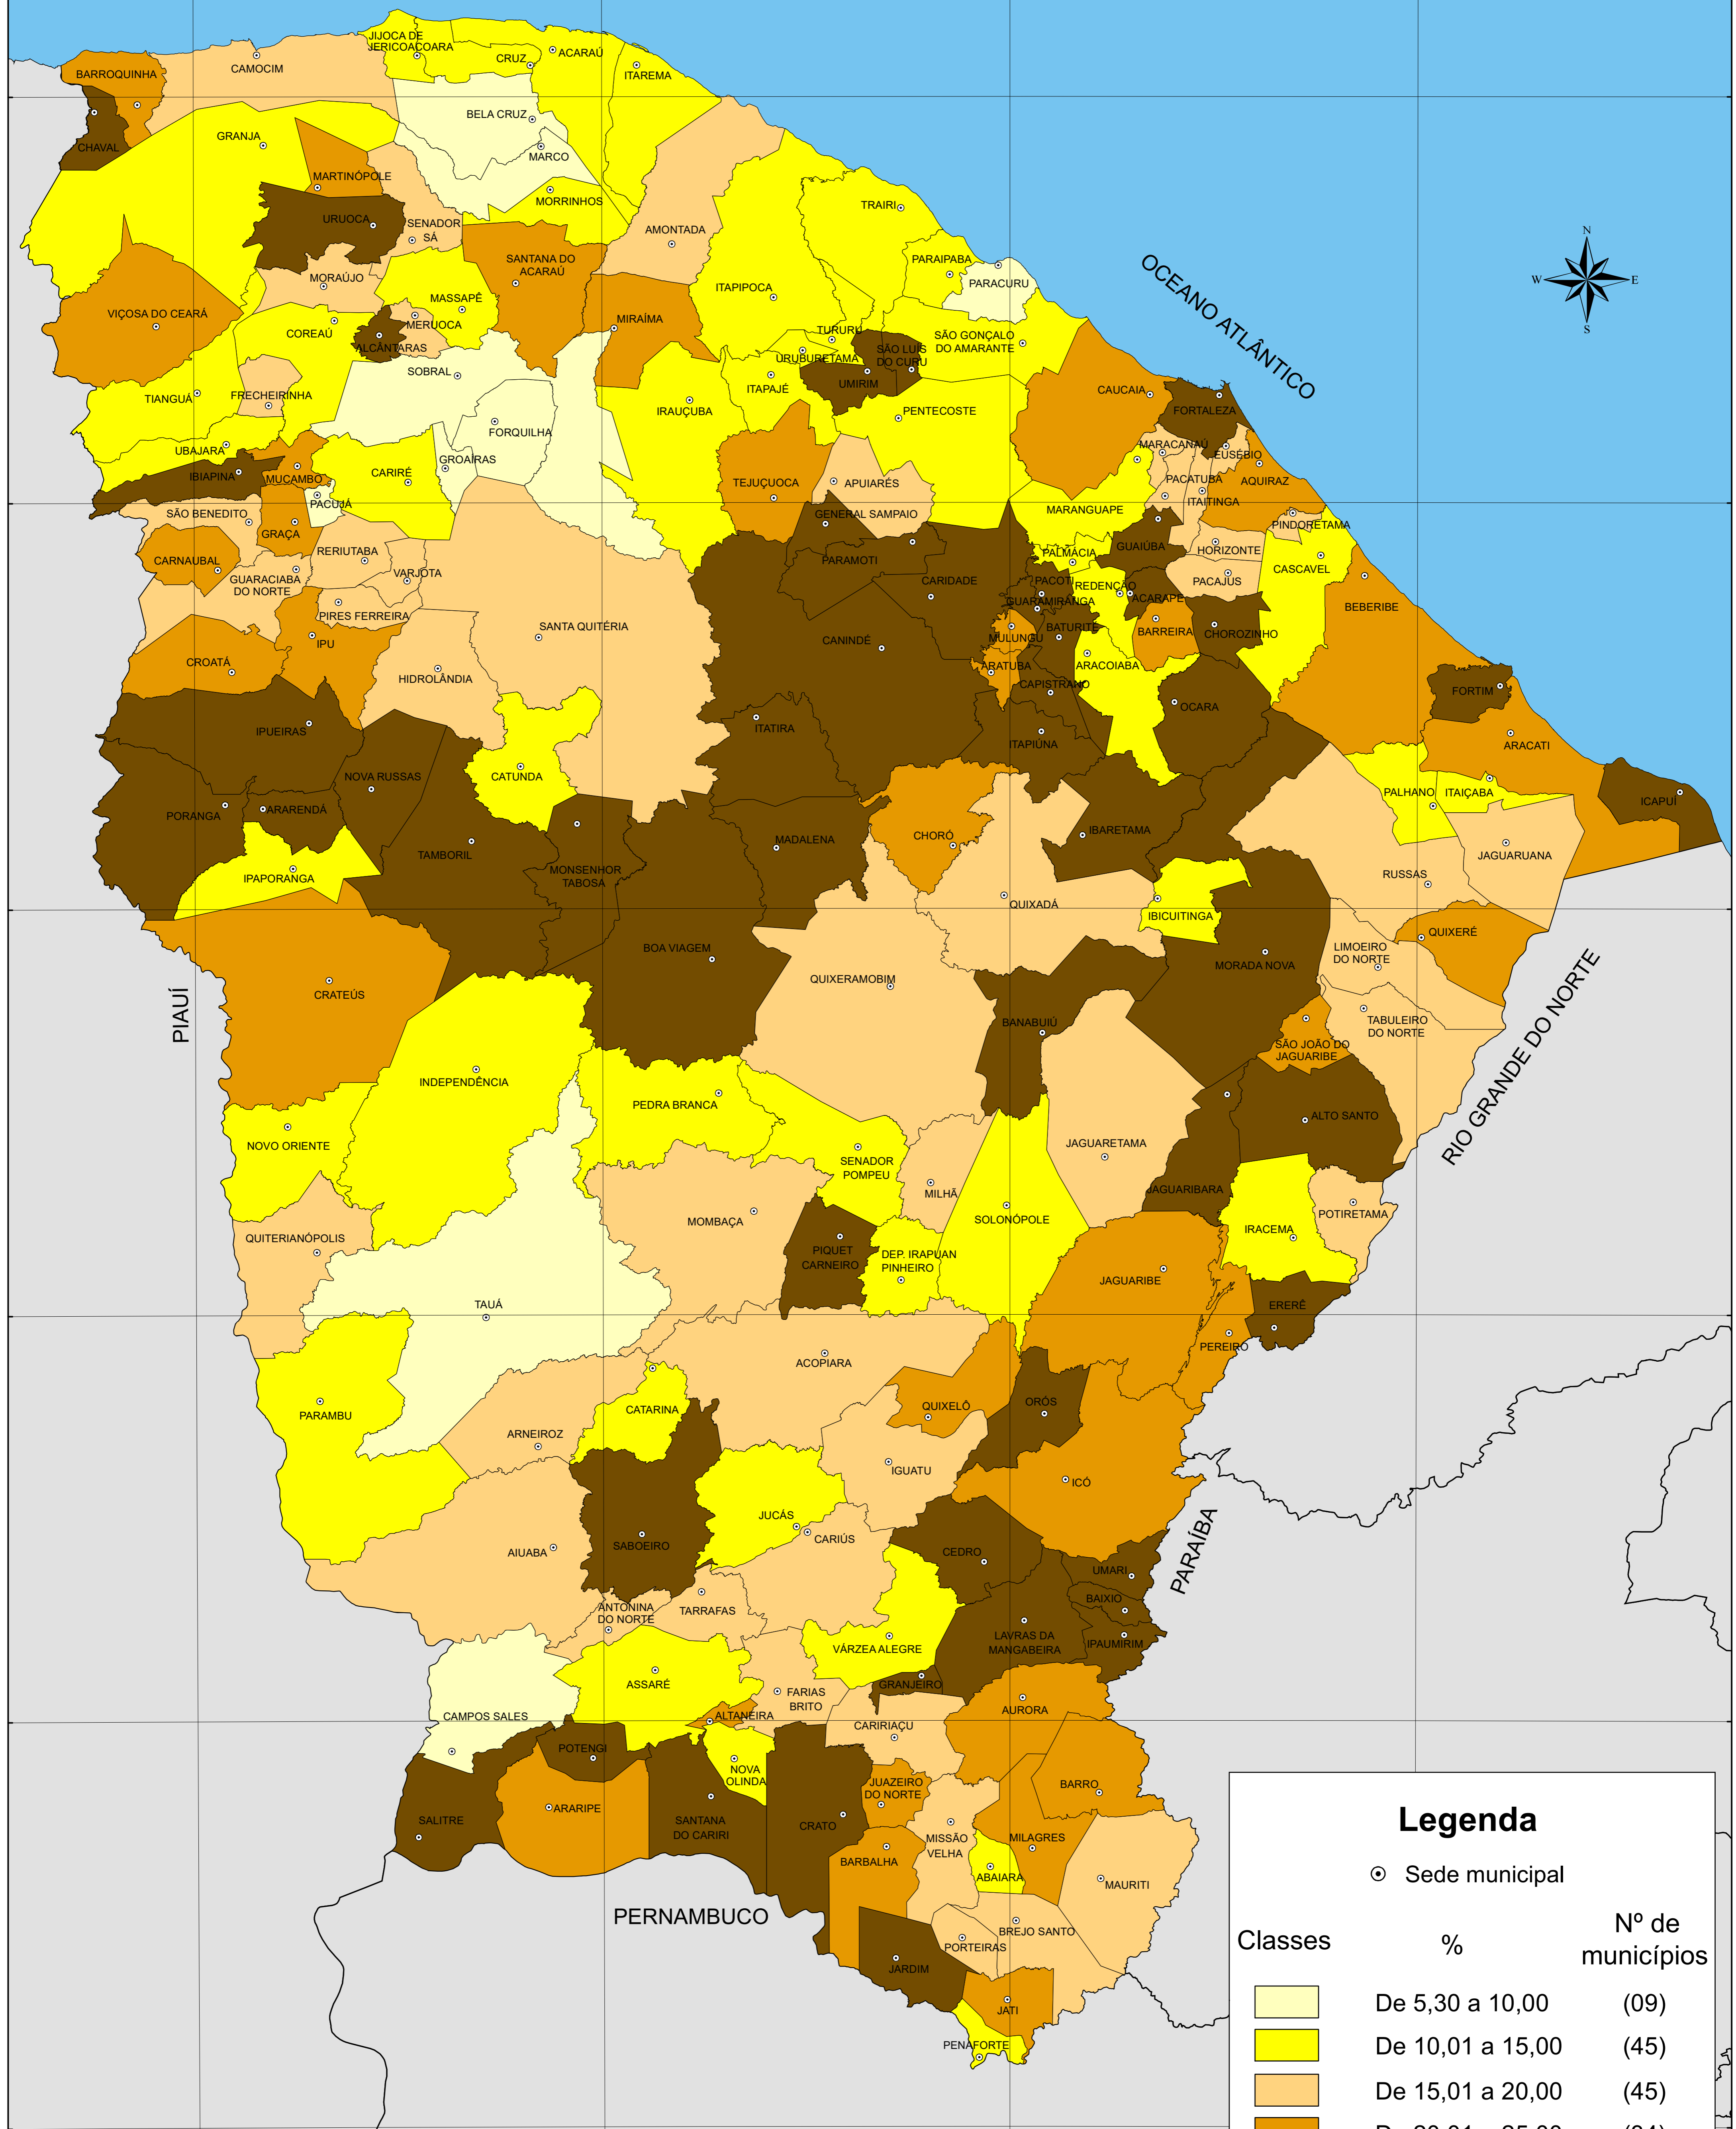 JIJOCA DE
JERICOACOARA
CRUZ
ACARAÚ
ITAREMA
BARROQUINHA
CAMOCIM
BELA CRUZ
CHAVAL
GRANJA
MARCO
MARTINÓPOLE
MORRINHOS
URUOCA
SENADOR
SÁ
TRAIRI
AMONTADA
N
W
E
S
OCEANO ATLÂNTICO
SANTANA DO
ACARAÚ
PARAIPABA
PARACURU
MORAÚJO
MASSAPÊ
ITAPIPOCA
VIÇOSA DO CEARÁ
COREAÚ
MERUOCA
MIRAÍMA
TURURU
SÃO GONÇALO
DO AMARANTE
ALCÂNTARAS
URUBURETAMA
SÃO LUÍS
DO CURU
SOBRAL
UMIRIM
ITAPAJÉ
TIANGUÁ
FRECHEIRINHA
IRAUÇUBA
PENTECOSTE
CAUCAIA
FORTALEZA
FORQUILHA
UBAJARA
MARACANAÚ
EUSÉBIO
GROAÍRAS
IBIAPINA
MUCAMBO
CARIRÉ
TEJUÇUOCA
APUIARÉS
PACATUBA
AQUIRAZ
PACUJÁ
ITAITINGA
SÃO BENEDITO
GENERAL SAMPAIO
MARANGUAPE
PINDORETAMA
GRAÇA
RERIUTABA
CARNAUBAL
PARAMOTI
PALMÁCIA
GUAIÚBA
HORIZONTE
GUARACIABA
DO NORTE
VARJOTA
CARIDADE
PACOTI
REDENÇÃO
PACAJUS
CASCAVEL
PIRES FERREIRA
GUARAMIRANGA
ACARAPE
BEBERIBE
SANTA QUITÉRIA
CANINDÉ
MULUNGU
BATURITÉ
BARREIRA
CHOROZINHO
IPU
CROATÁ
HIDROLÂNDIA
ARATUBA
ARACOIABA
CAPISTRANO
FORTIM
OCARA
IPUEIRAS
ITATIRA
ITAPIÚNA
ARACATI
NOVA RUSSAS
CATUNDA
PALHANO
ITAIÇABA
ICAPUÍ
PORANGA
ARARENDÁ
CHORÓ
IBARETAMA
MADALENA
TAMBORIL
JAGUARUANA
IPAPORANGA
MONSENHOR
TABOSA
RUSSAS
QUIXADÁ
IBICUITINGA
QUIXERÉ
BOA VIAGEM
LIMOEIRO
DO NORTE
MORADA NOVA
QUIXERAMOBIM
CRATEÚS
PIAUÍ
BANABUIÚ
TABULEIRO
DO NORTE
SÃO JOÃO DO
JAGUARIBE
RIO GRANDE DO NORTE
INDEPENDÊNCIA
PEDRA BRANCA
ALTO SANTO
NOVO ORIENTE
JAGUARETAMA
SENADOR
POMPEU
MILHÃ
JAGUARIBARA
POTIRETAMA
MOMBAÇA
SOLONÓPOLE
IRACEMA
QUITERIANÓPOLIS
PIQUET
CARNEIRO
DEP. IRAPUAN
PINHEIRO
JAGUARIBE
TAUÁ
ERERÊ
PEREIRO
ACOPIARA
ORÓS
QUIXELÔ
PARAMBU
CATARINA
ARNEIROZ
IGUATU
ICÓ
JUCÁS
CARIÚS
PARAÍBA
SABOEIRO
AIUABA
CEDRO
UMARI
BAIXIO
ANTONINA
DO NORTE
TARRAFAS
LAVRAS DA
MANGABEIRA
IPAUMIRIM
VÁRZEA ALEGRE
ASSARÉ
GRANJEIRO
FARIAS
BRITO
AURORA
CAMPOS SALES
ALTANEIRA
CARIRIAÇU
POTENGI
NOVA
OLINDA
JUAZEIRO
DO NORTE
BARRO
ARARIPE
SALITRE
SANTANA
DO CARIRI
CRATO
MISSÃO
VELHA
MILAGRES
BARBALHA
ABAIARA
MAURITI
PERNAMBUCO
BREJO SANTO
PORTEIRAS
JARDIM
JATI
PENAFORTE
Legenda
Sede municipal
Classes
%
Nº de
municípios
De 5,30 a 10,00 (09)
De 10,01 a 15,00 (45)
De 15,01 a 20,00 (45)